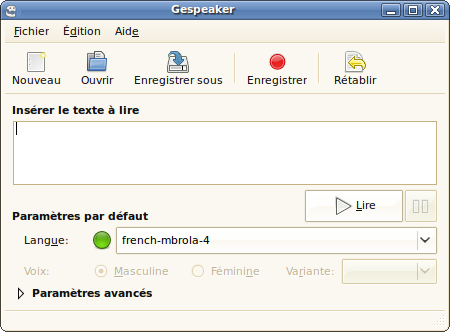 Gespeaker
Fichier Édition Aide
Nouveau Ouvrir Enregistrer sous Enregistrer Rétablir
Insérer le texte à lire
Lire
Paramètres par défaut
Langue: french-mbrola-4
Voix: Masculine Féminine Variante:
Paramètres avancés